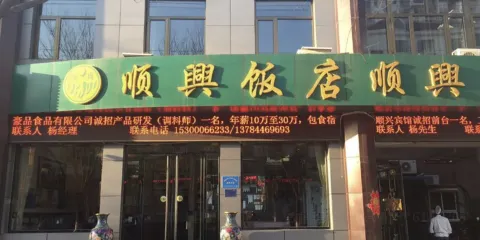 顺興饭店 顺興
豪品食品有限公司诚招产品研发（调料师）一名，年薪10万至30万，包食宿
联系人 杨经理 联系电话：15300066233/13784469693
顺兴宾馆诚招前台一名，
联系人 杨先生